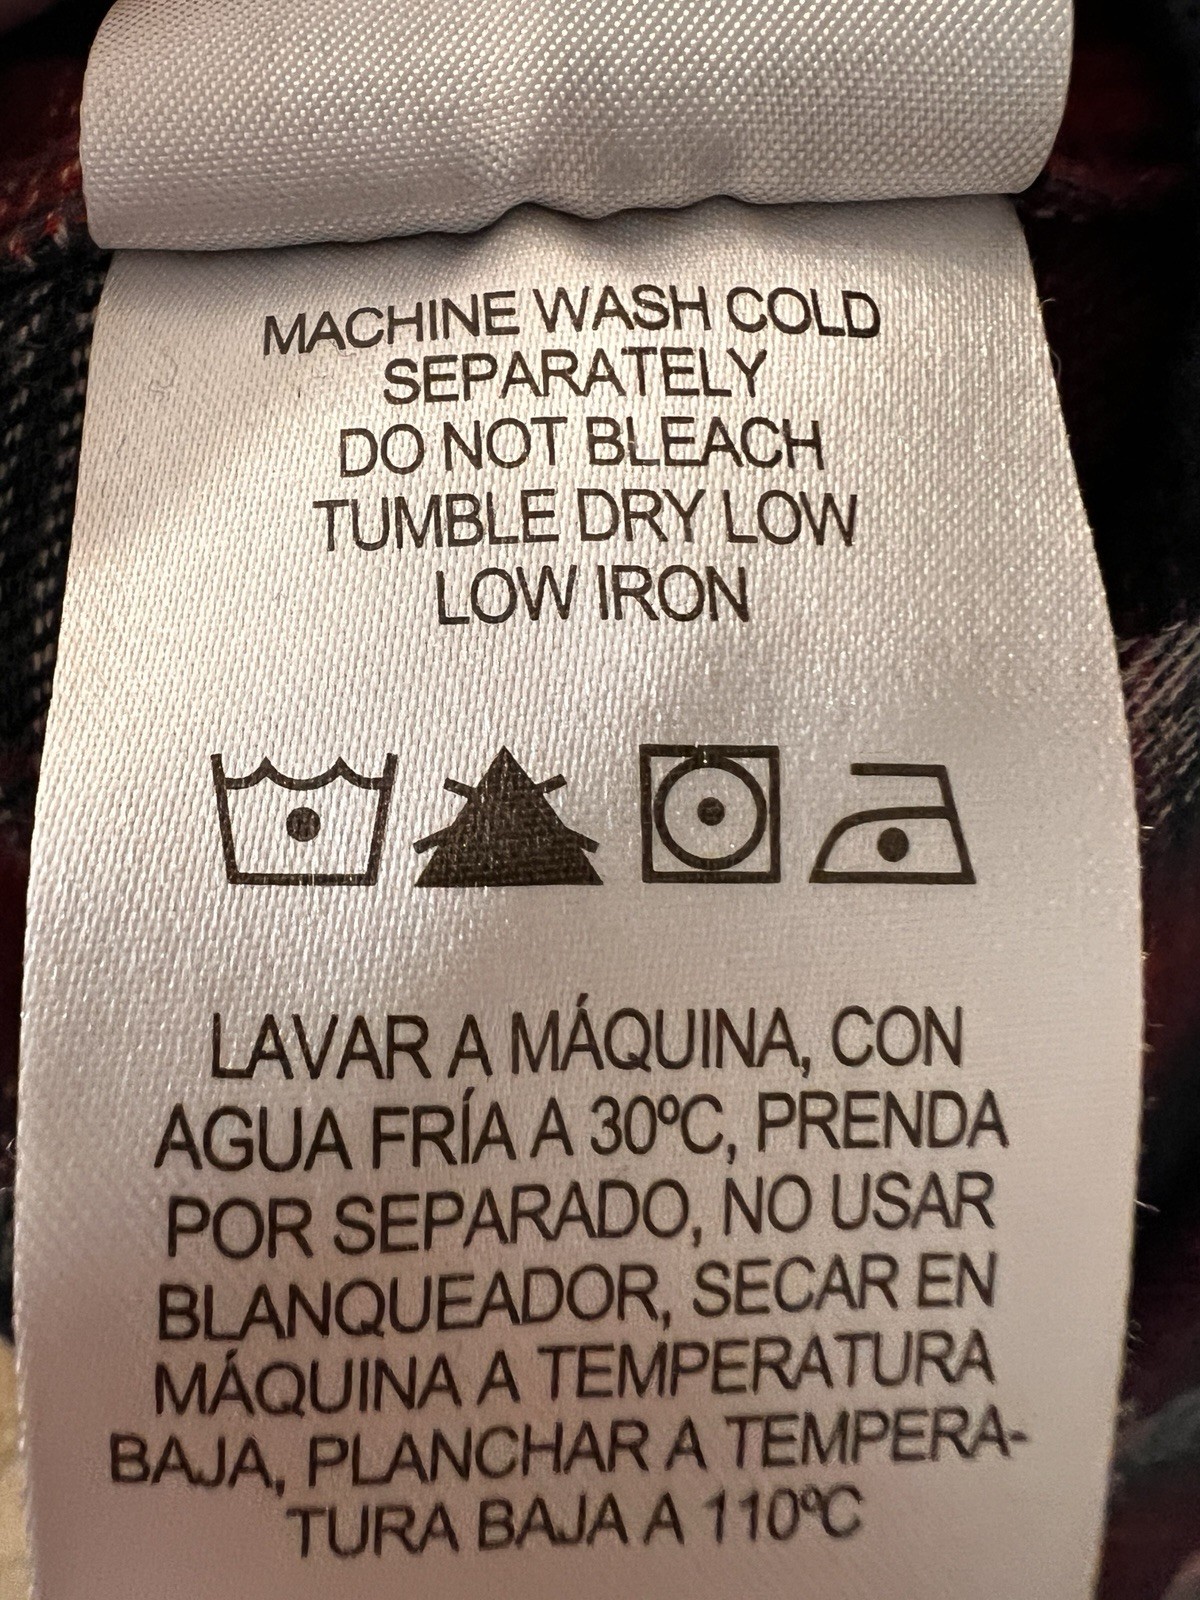 MACHINE WASH COLD
SEPARATELY
DO NOT BLEACH
TUMBLE DRY LOW
LOW IRON
LAVAR A MÁQUINA, CON
AGUA FRÍA A 30ºC, PRENDA
POR SEPARADO, NO USAR
BLANQUEADOR, SECAR EN
MÁQUINA A TEMPERATURA
BAJA, PLANCHAR A TEMPERA-
TURA BAJA A 110ºC